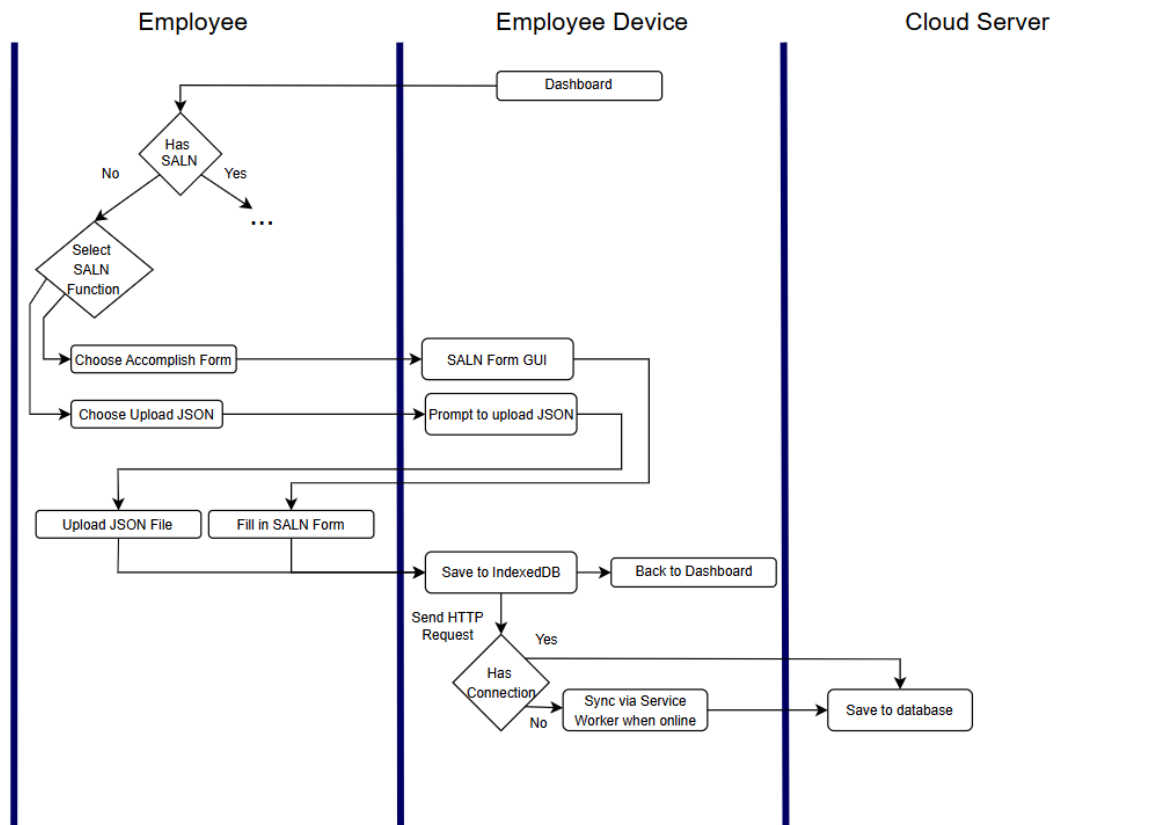 Employee
Employee Device
Cloud Server
Dashboard
Has
SALN
No
Yes
...
Select
SALN
Function
Choose Accomplish Form
SALN Form GUI
Choose Upload JSON
Prompt to upload JSON
Upload JSON File
Fill in SALN Form
Save to IndexedDB
Back to Dashboard
Send HTTP
Request
Yes
Has
Connection
No
Sync via Service
Worker when online
Save to database